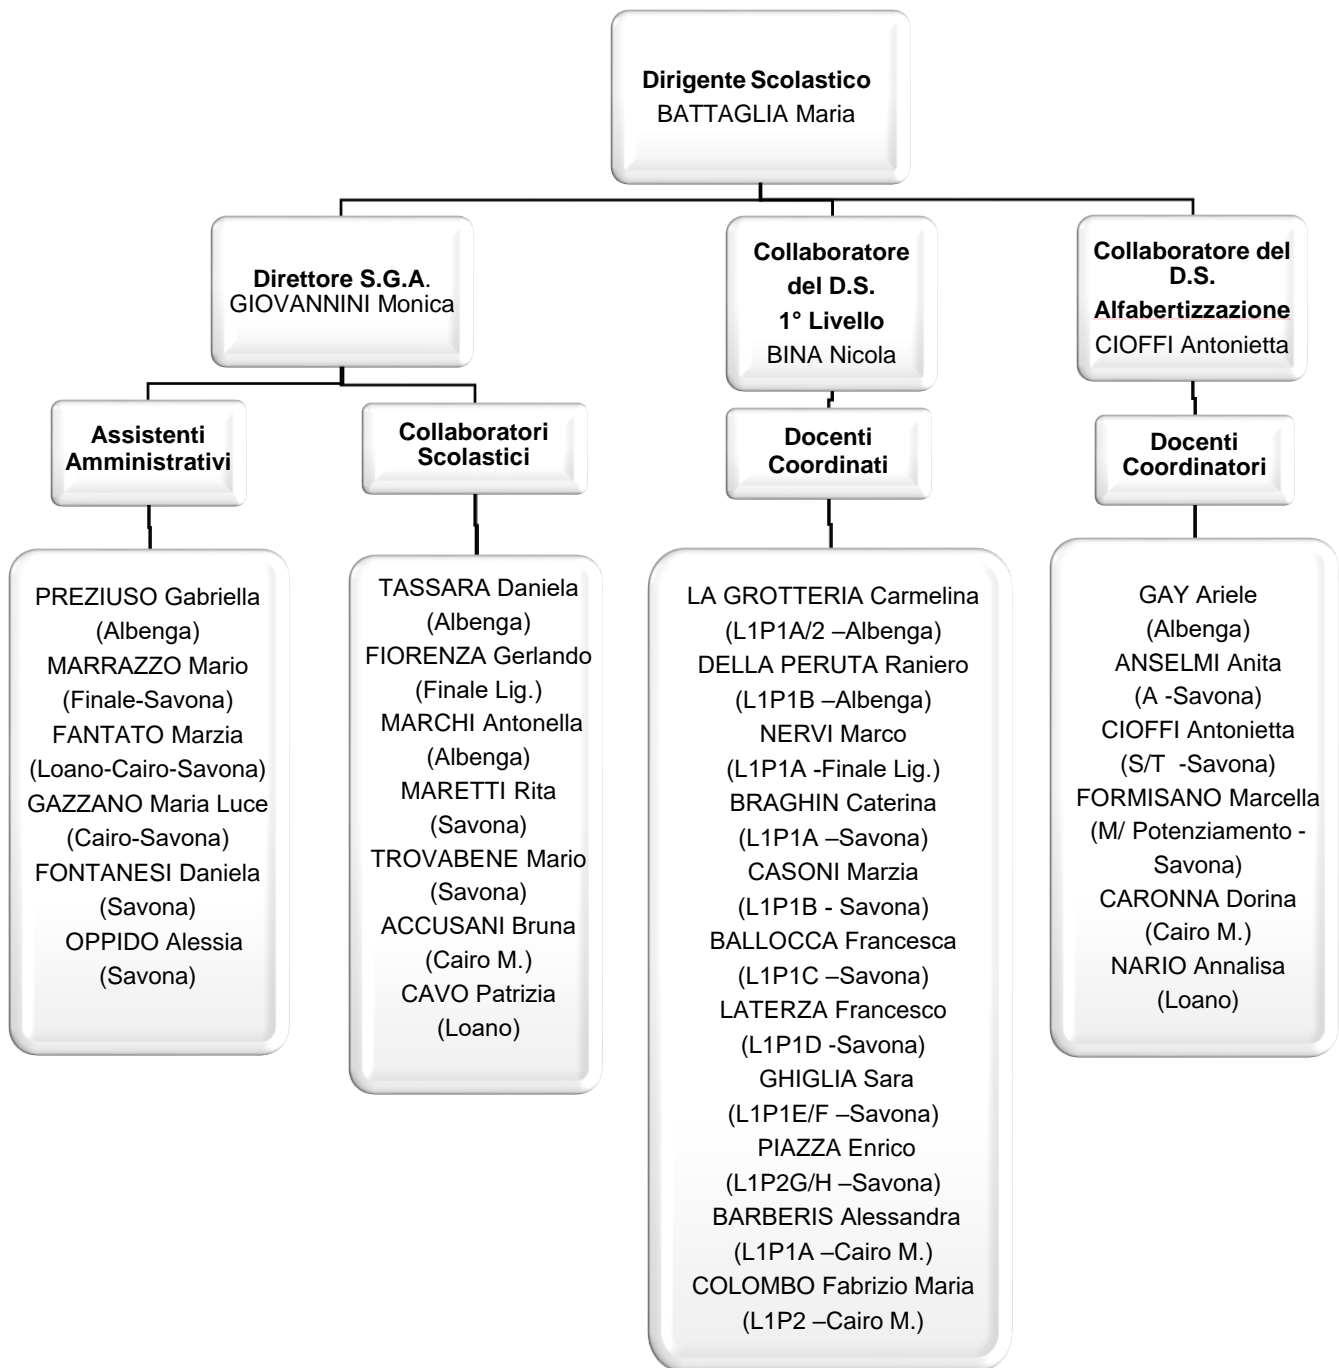 Dirigente Scolastico
BATTAGLIA Maria
Direttore S.G.A.
GIOVANNINI Monica
Collaboratore
del D.S.
1° Livello
BINA Nicola
Collaboratore del
D.S.
Alfabertizzazione
CIOFFI Antonietta
Assistenti
Amministrativi
Collaboratori
Scolastici
Docenti
Coordinati
Docenti
Coordinatori
PREZIUSO Gabriella
(Albenga)
MARRAZZO Mario
(Finale-Savona)
FANTATO Marzia
(Loano-Cairo-Savona)
GAZZANO Maria Luce
(Cairo-Savona)
FONTANESI Daniela
(Savona)
OPPIDO Alessia
(Savona)
TASSARA Daniela
(Albenga)
FIORENZA Gerlando
(Finale Lig.)
MARCHI Antonella
(Albenga)
MARETTI Rita
(Savona)
TROVABENE Mario
(Savona)
ACCUSANI Bruna
(Cairo M.)
CAVO Patrizia
(Loano)
LA GROTTERIA Carmelina
(L1P1A/2 –Albenga)
DELLA PERUTA Raniero
(L1P1B –Albenga)
NERVI Marco
(L1P1A -Finale Lig.)
BRAGHIN Caterina
(L1P1A –Savona)
CASONI Marzia
(L1P1B - Savona)
BALLOCCA Francesca
(L1P1C –Savona)
LATERZA Francesco
(L1P1D -Savona)
GHIGLIA Sara
(L1P1E/F –Savona)
PIAZZA Enrico
(L1P2G/H –Savona)
BARBERIS Alessandra
(L1P1A –Cairo M.)
COLOMBO Fabrizio Maria
(L1P2 –Cairo M.)
GAY Ariele
(Albenga)
ANSELMI Anita
(A -Savona)
CIOFFI Antonietta
(S/T -Savona)
FORMISANO Marcella
(M/ Potenziamento -
Savona)
CARONNA Dorina
(Cairo M.)
NARIO Annalisa
(Loano)